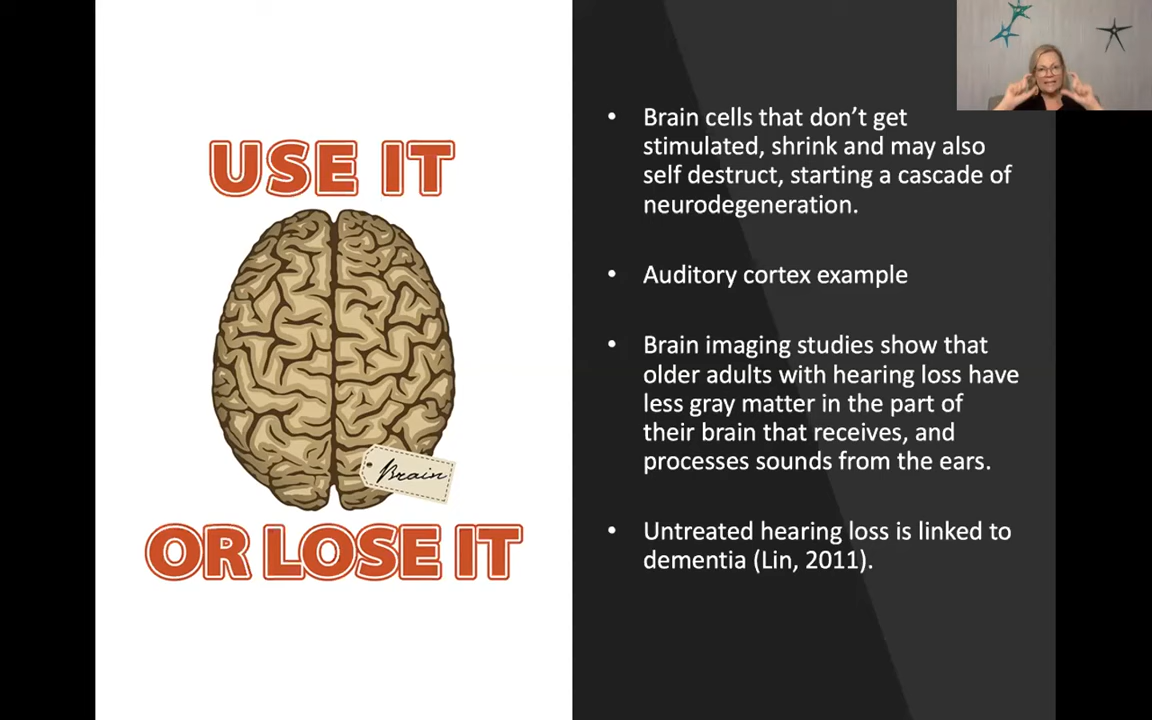 USE IT
Brain
OR LOSE IT
• Brain cells that don’t get
stimulated, shrink and may also
self destruct, starting a cascade of
neurodegeneration.
• Auditory cortex example
• Brain imaging studies show that
older adults with hearing loss have
less gray matter in the part of
their brain that receives, and
processes sounds from the ears.
• Untreated hearing loss is linked to
dementia (Lin, 2011).